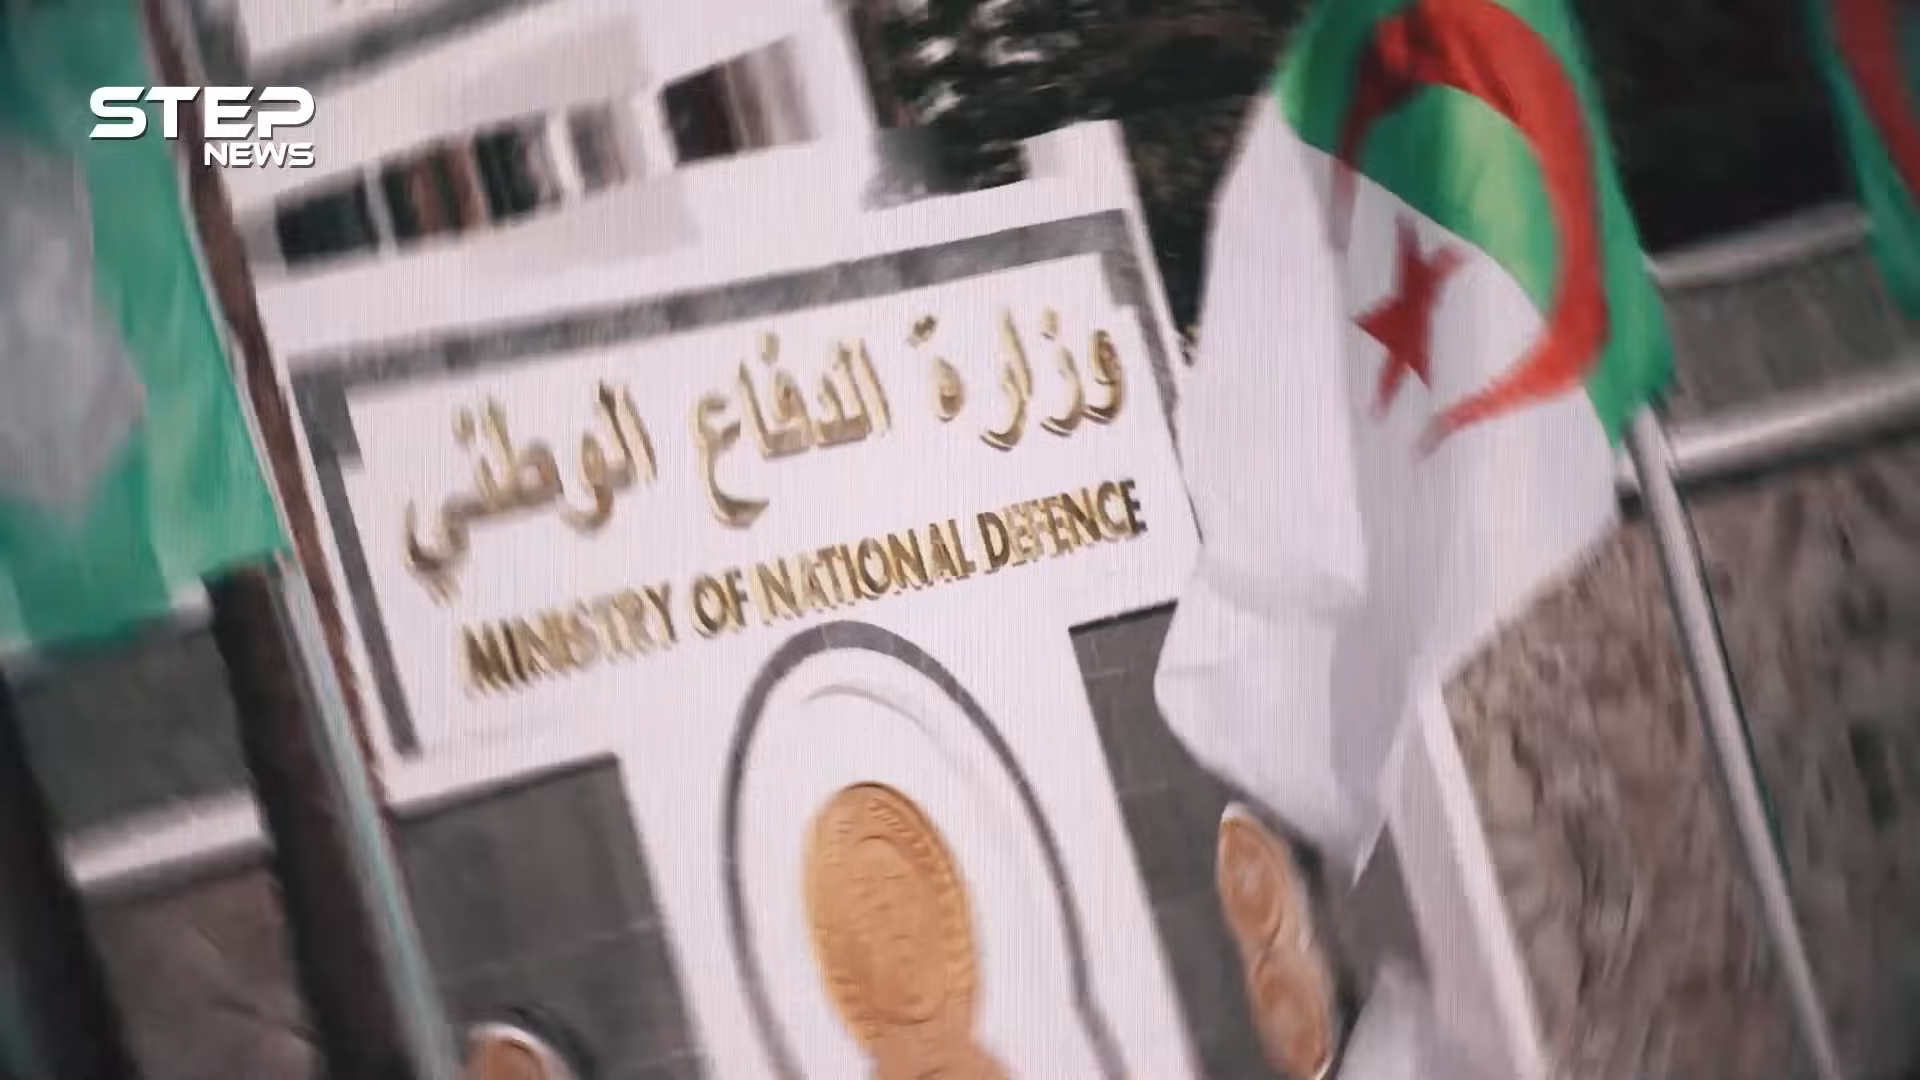 STEP
NEWS
وزارة الدفاع الوطني
MINISTRY OF NATIONAL DEFENCE